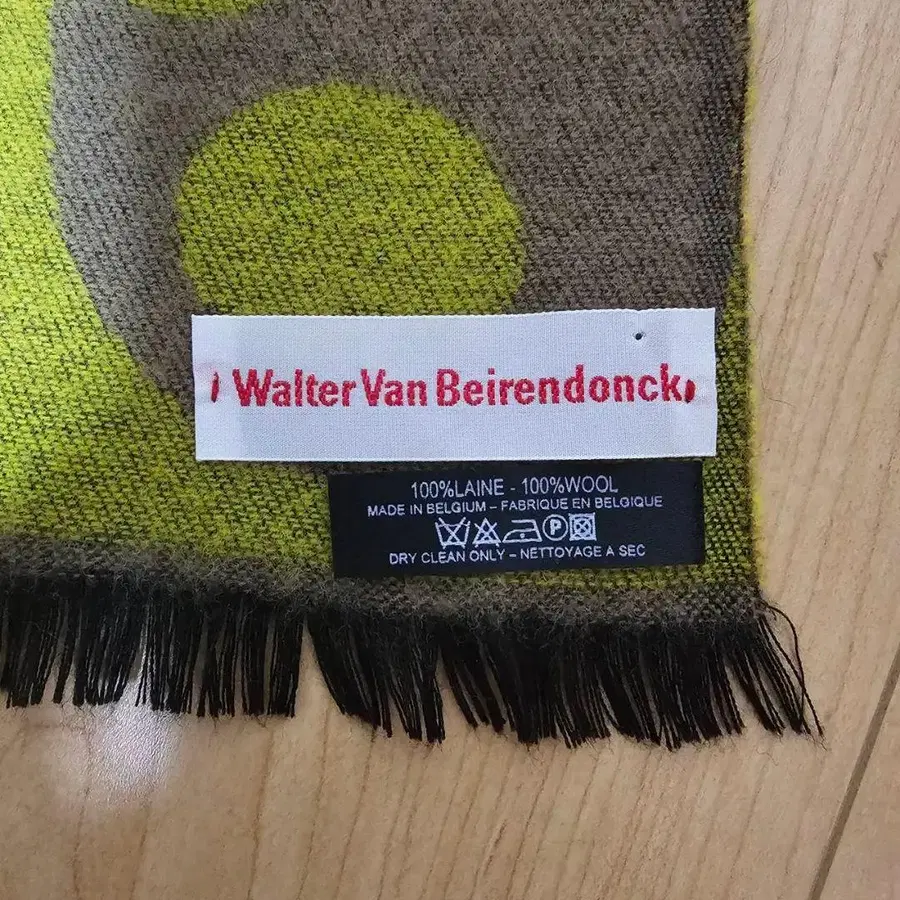 Walter Van Beirendonck
100%LAINE - 100%WOOL
MADE IN BELGIUM – FABRIQUE EN BELGIQUE
P
DRY CLEAN ONLY – NETTOYAGE A SEC